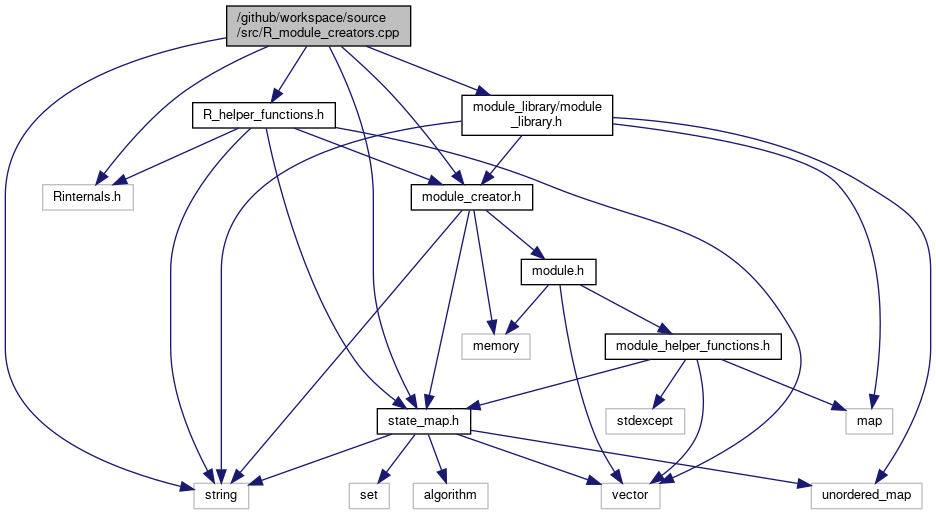 /github/workspace/source
/src/R_module_creators.cpp
R_helper_functions.h
module_library/module
_library.h
Rinternals.h
module_creator.h
module.h
memory
module_helper_functions.h
state_map.h
stdexcept
map
string
set
algorithm
vector
unordered_map